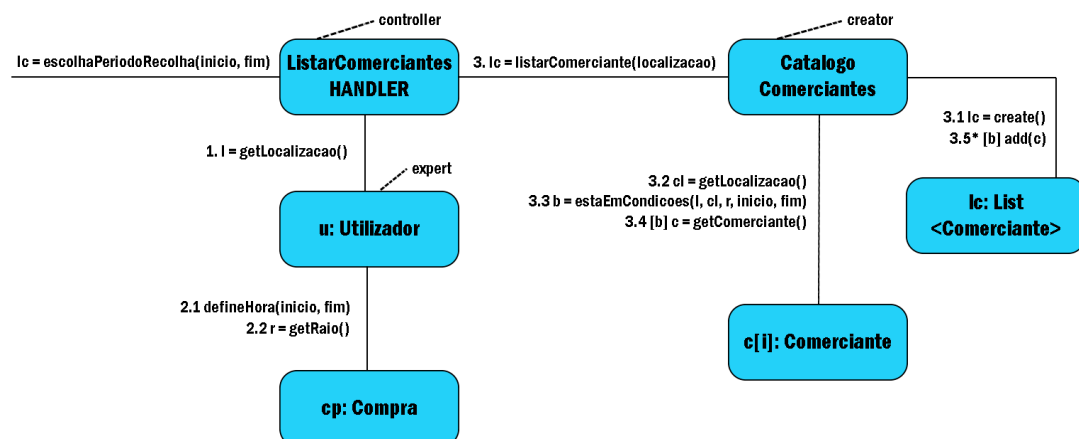 controller
creator
lc = escolhaPeriodoRecolha(inicio, fim)
ListarComerciantes
HANDLER
3. lc = listarComerciante(localizacao)
Catalogo
Comerciantes
3.1 lc = create()
3.5* [b] add(c)
1. l = getLocalizacao()
expert
3.2 cl = getLocalizacao()
3.3 b = estaEmCondicoes(l, cl, r, inicio, fim)
3.4 [b] c = getComerciante()
lc: List
<Comerciante>
u: Utilizador
2.1 defineHora(inicio, fim)
2.2 r = getRaio()
c[i]: Comerciante
cp: Compra